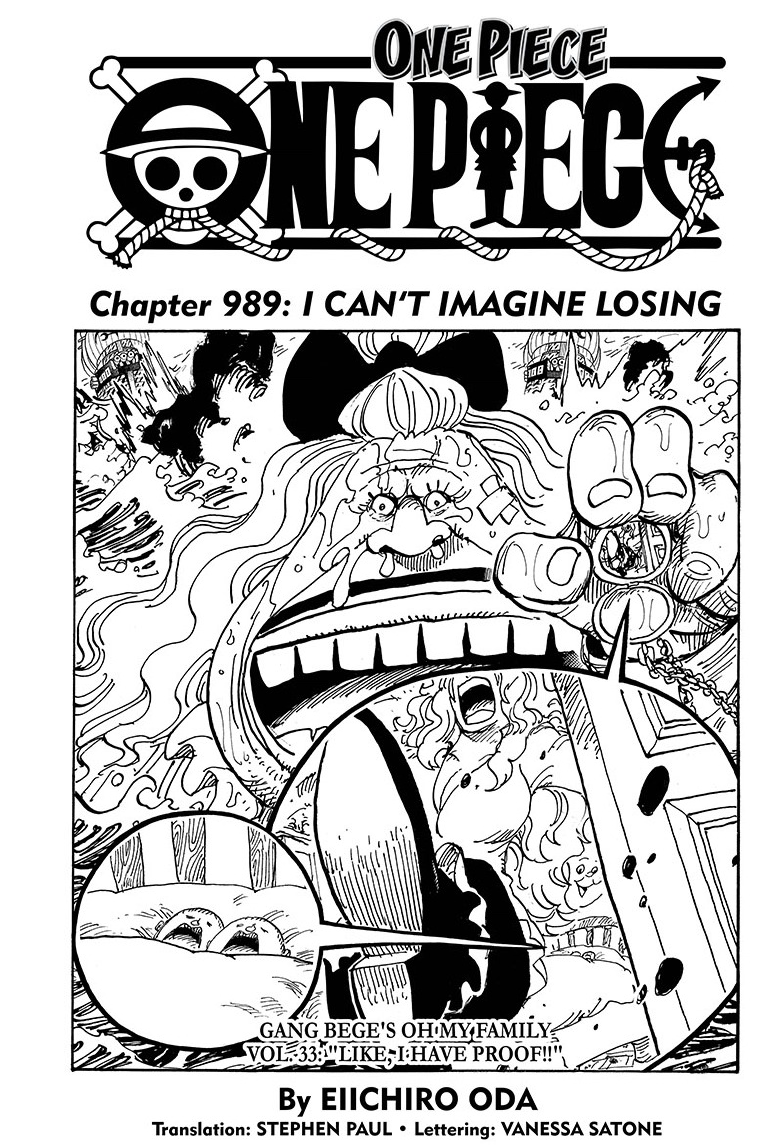 ONE PIECE
ONE PIECE
Chapter 989: I CAN'T IMAGINE LOSING
GANG BEGE'S OH MY FAMILY
VOL. 33: "LIKE, I HAVE PROOF!!"
By EIICHIRO ODA
Translation: STEPHEN PAUL • Lettering: VANESSA SATONE